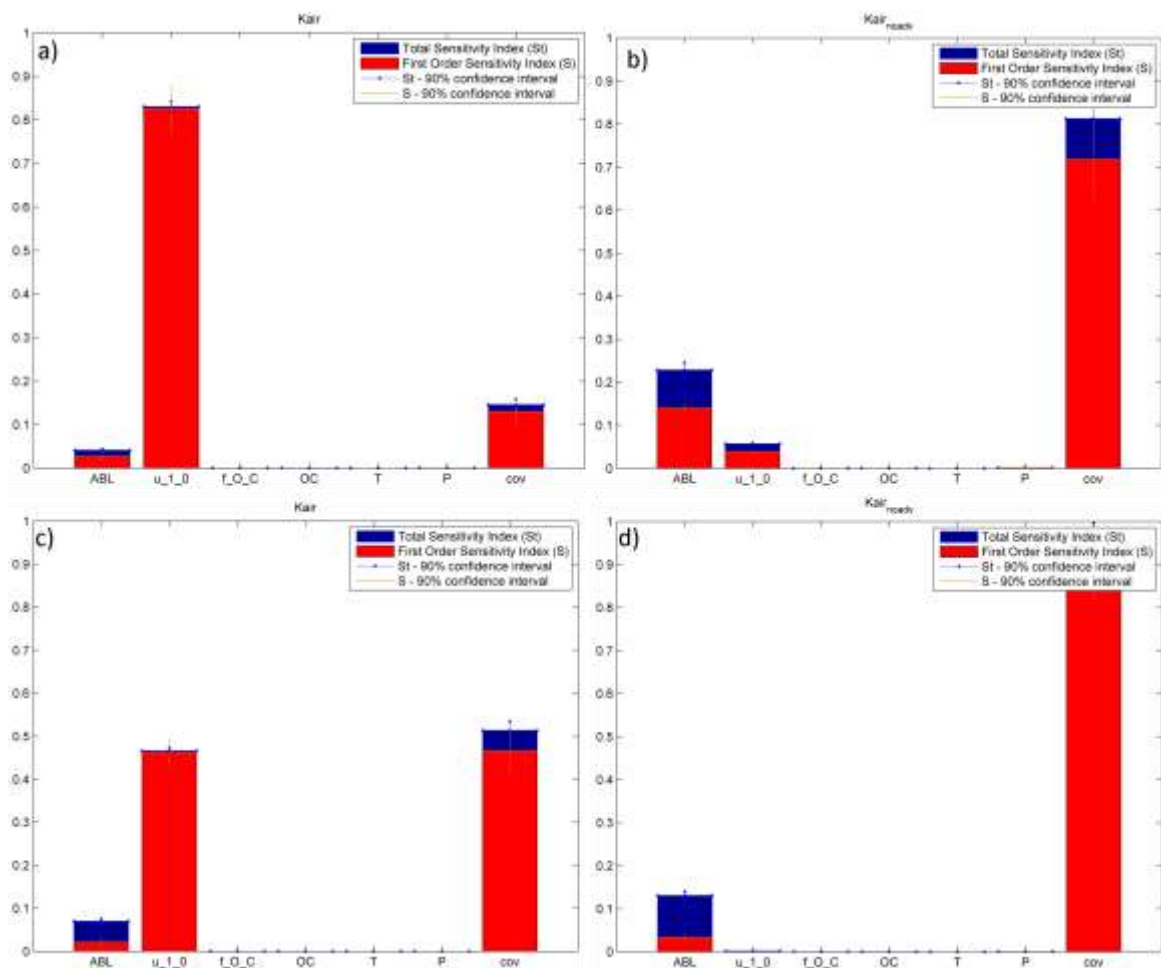 Kair
a)
Total Sensitivity Index (St)
First Order Sensitivity Index (S)
St - 90% confidence interval
S - 90% confidence interval
1
0.9
0.8
0.7
0.6
0.5
0.4
0.3
0.2
0.1
0
ABL u_1_0 f_O_C OC T P cov
Kair noadv
b)
Total Sensitivity Index (St)
First Order Sensitivity Index (S)
St - 90% confidence interval
S - 90% confidence interval
1
0.9
0.8
0.7
0.6
0.5
0.4
0.3
0.2
0.1
0
ABL u_1_0 f_O_C OC T P cov
Kair
c)
Total Sensitivity Index (St)
First Order Sensitivity Index (S)
St - 90% confidence interval
S - 90% confidence interval
1
0.9
0.8
0.7
0.6
0.5
0.4
0.3
0.2
0.1
0
ABL u_1_0 f_O_C OC T P cov
Kair noadv
d)
Total Sensitivity Index (St)
First Order Sensitivity Index (S)
St - 90% confidence interval
S - 90% confidence interval
1
0.9
0.8
0.7
0.6
0.5
0.4
0.3
0.2
0.1
0
ABL u_1_0 f_O_C OC T P cov